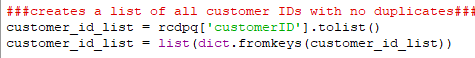 ###creates a list of all customer IDs with no duplicates###
customer_id_list = rcdpq['customerID'].tolist()
customer_id_list = list(dict.fromkeys(customer_id_list))